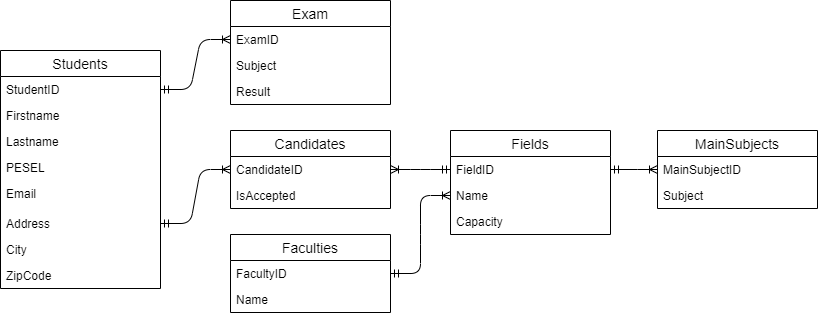 Exam
ExamID
Subject
Result
Students
StudentID
Firstname
Lastname
PESEL
Email
Address
City
ZipCode
Candidates
CandidateID
IsAccepted
Fields
FieldID
Name
Capacity
MainSubjects
MainSubjectID
Subject
Faculties
FacultyID
Name